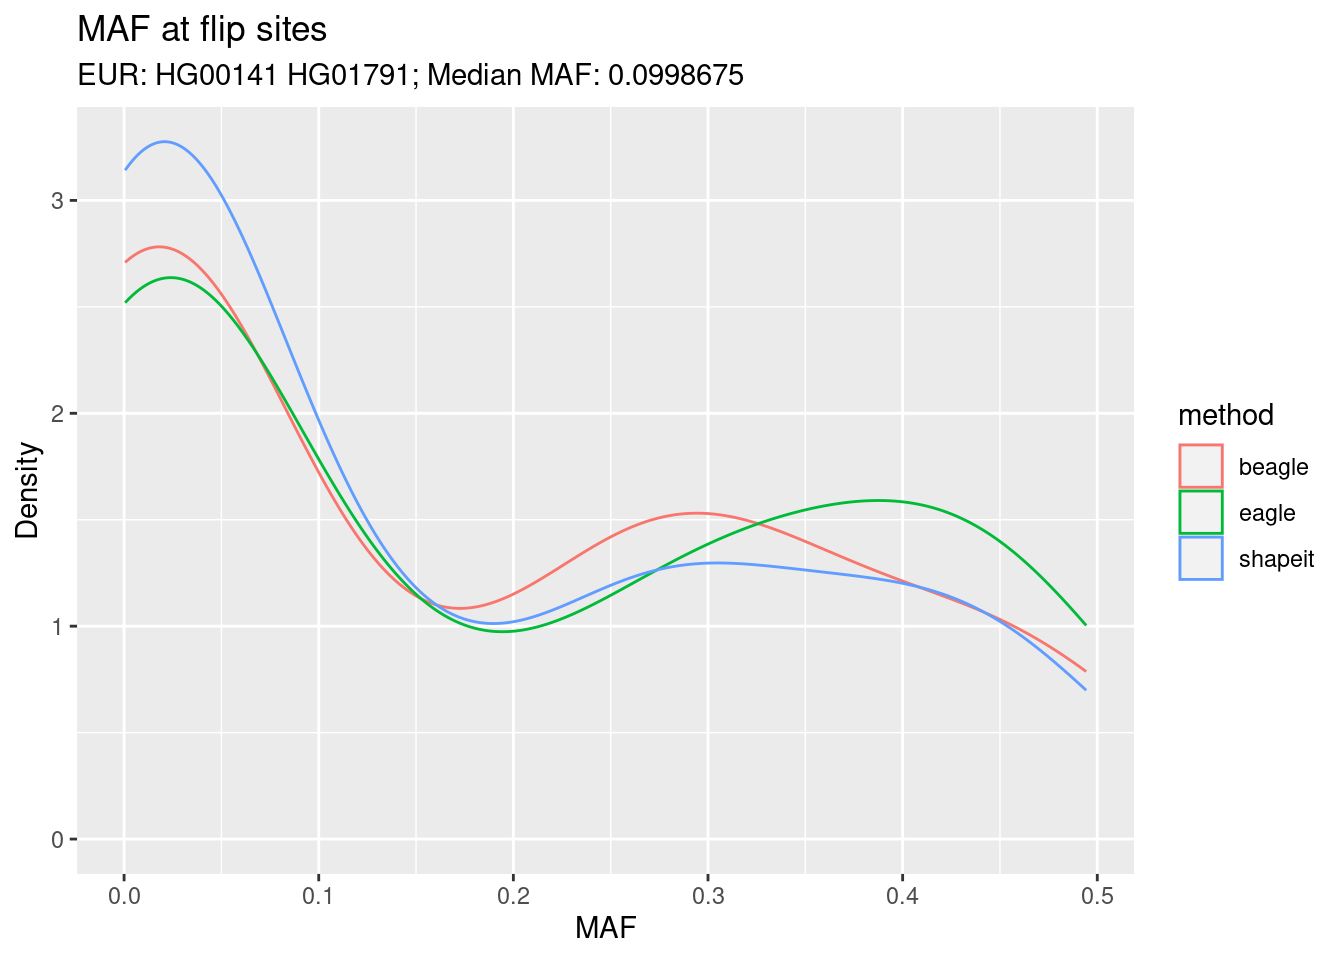 MAF at flip sites
EUR: HG00141 HG01791; Median MAF: 0.0998675
3
2
1
0
Density
0.0
0.1
0.2
0.3
0.4
0.5
MAF
method
beagle
eagle
shapeit